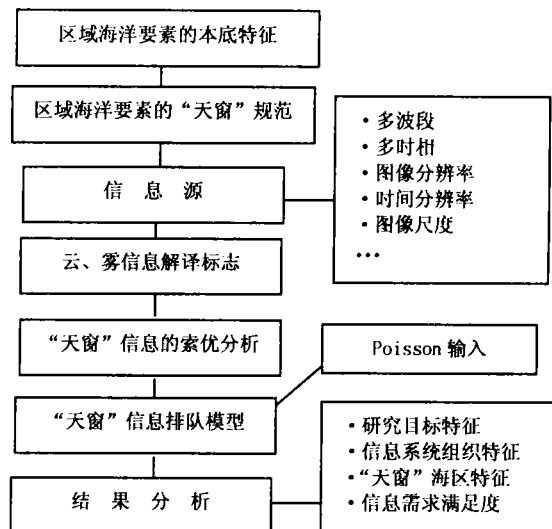 区域海洋要素的本底特征
区域海洋要素的“天窗”规范
信 息 源
·多波段
·多时相
·图像分辨率
·时间分辨率
·图像尺度
•••
云、雾信息解译标志
“天窗”信息的索优分析
Poisson 输入
“天窗”信息排队模型
·研究目标特征
·信息系统组织特征
·“天窗”海区特征
·信息需求满足度
结 果 分 析